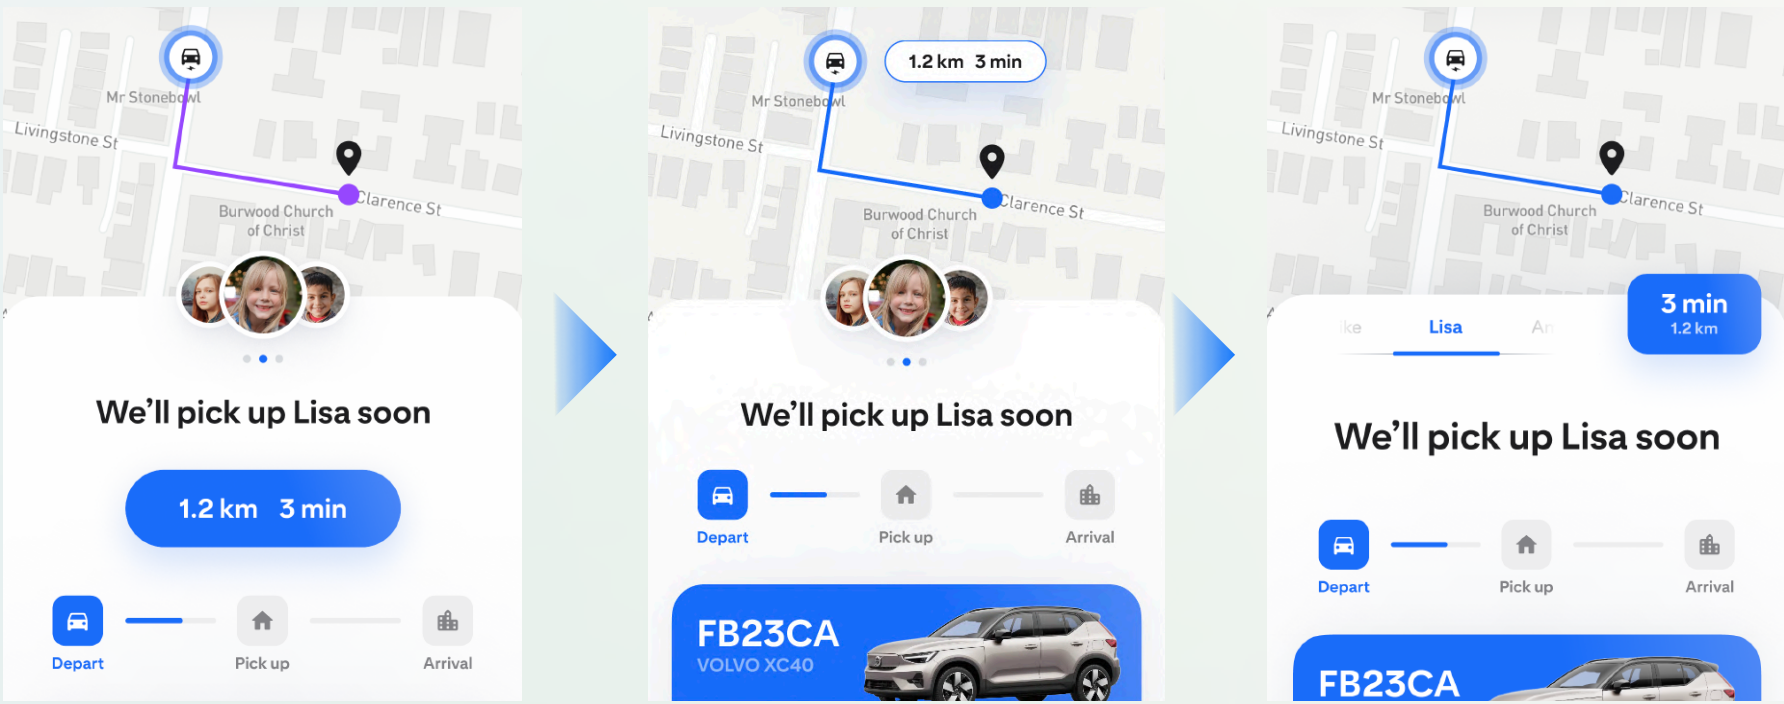 Mr Stonebowl
Livingstone St
Clarence St
Burwood Church
of Christ
We’ll pick up Lisa soon
1.2 km 3 min
Depart
Pick up
Arrival
1.2 km 3 min
Mr Stonebowl
Livingstone St
Clarence St
Burwood Church
of Christ
We’ll pick up Lisa soon
Depart
Pick up
Arrival
FB23CA
VOLVO XC40
Mr Stonebowl
Livingstone St
Clarence St
Burwood Church
of Christ
3 min
1.2 km
ke
Lisa
An
We’ll pick up Lisa soon
Depart
Pick up
Arrival
FB23CA